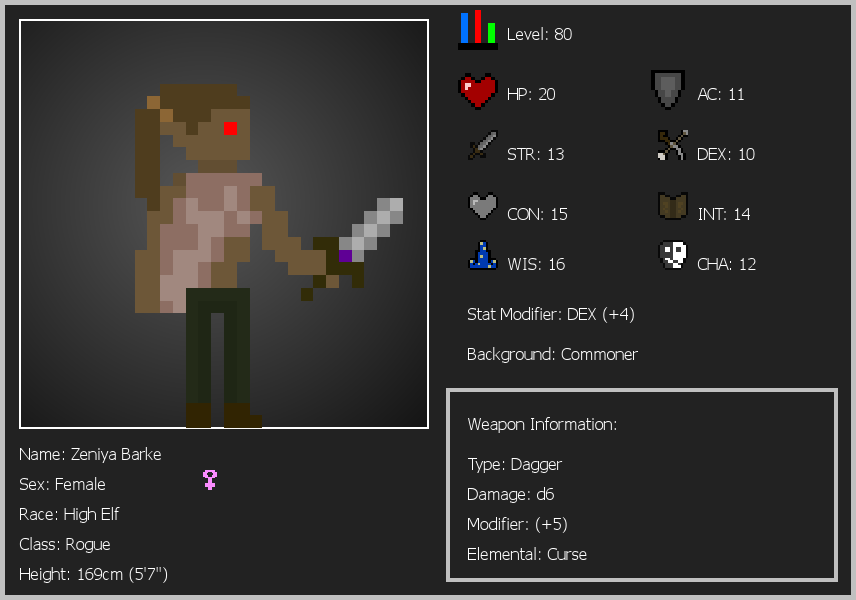 Level: 80
HP: 20
AC: 11
STR: 13
DEX: 10
CON: 15
INT: 14
WIS: 16
CHA: 12
Stat Modifier: DEX (+4)
Background: Commoner
Weapon Information:
Type: Dagger
Damage: d6
Modifier: (+5)
Elemental: Curse
Name: Zeniya Barke
Sex: Female
Race: High Elf
Class: Rogue
Height: 169cm (5'7")